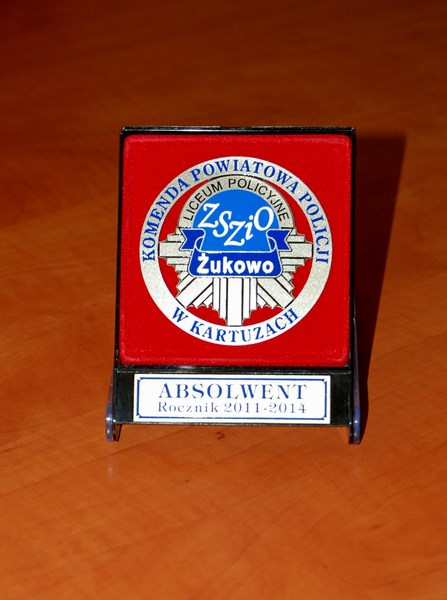 KOMENDA POWIATOWA POLICJI
W KARTUZACH
LICEUM POLICYJNE
ZSZiO
Żukowo
ABSOLWENT
Rocznik 2011-2014